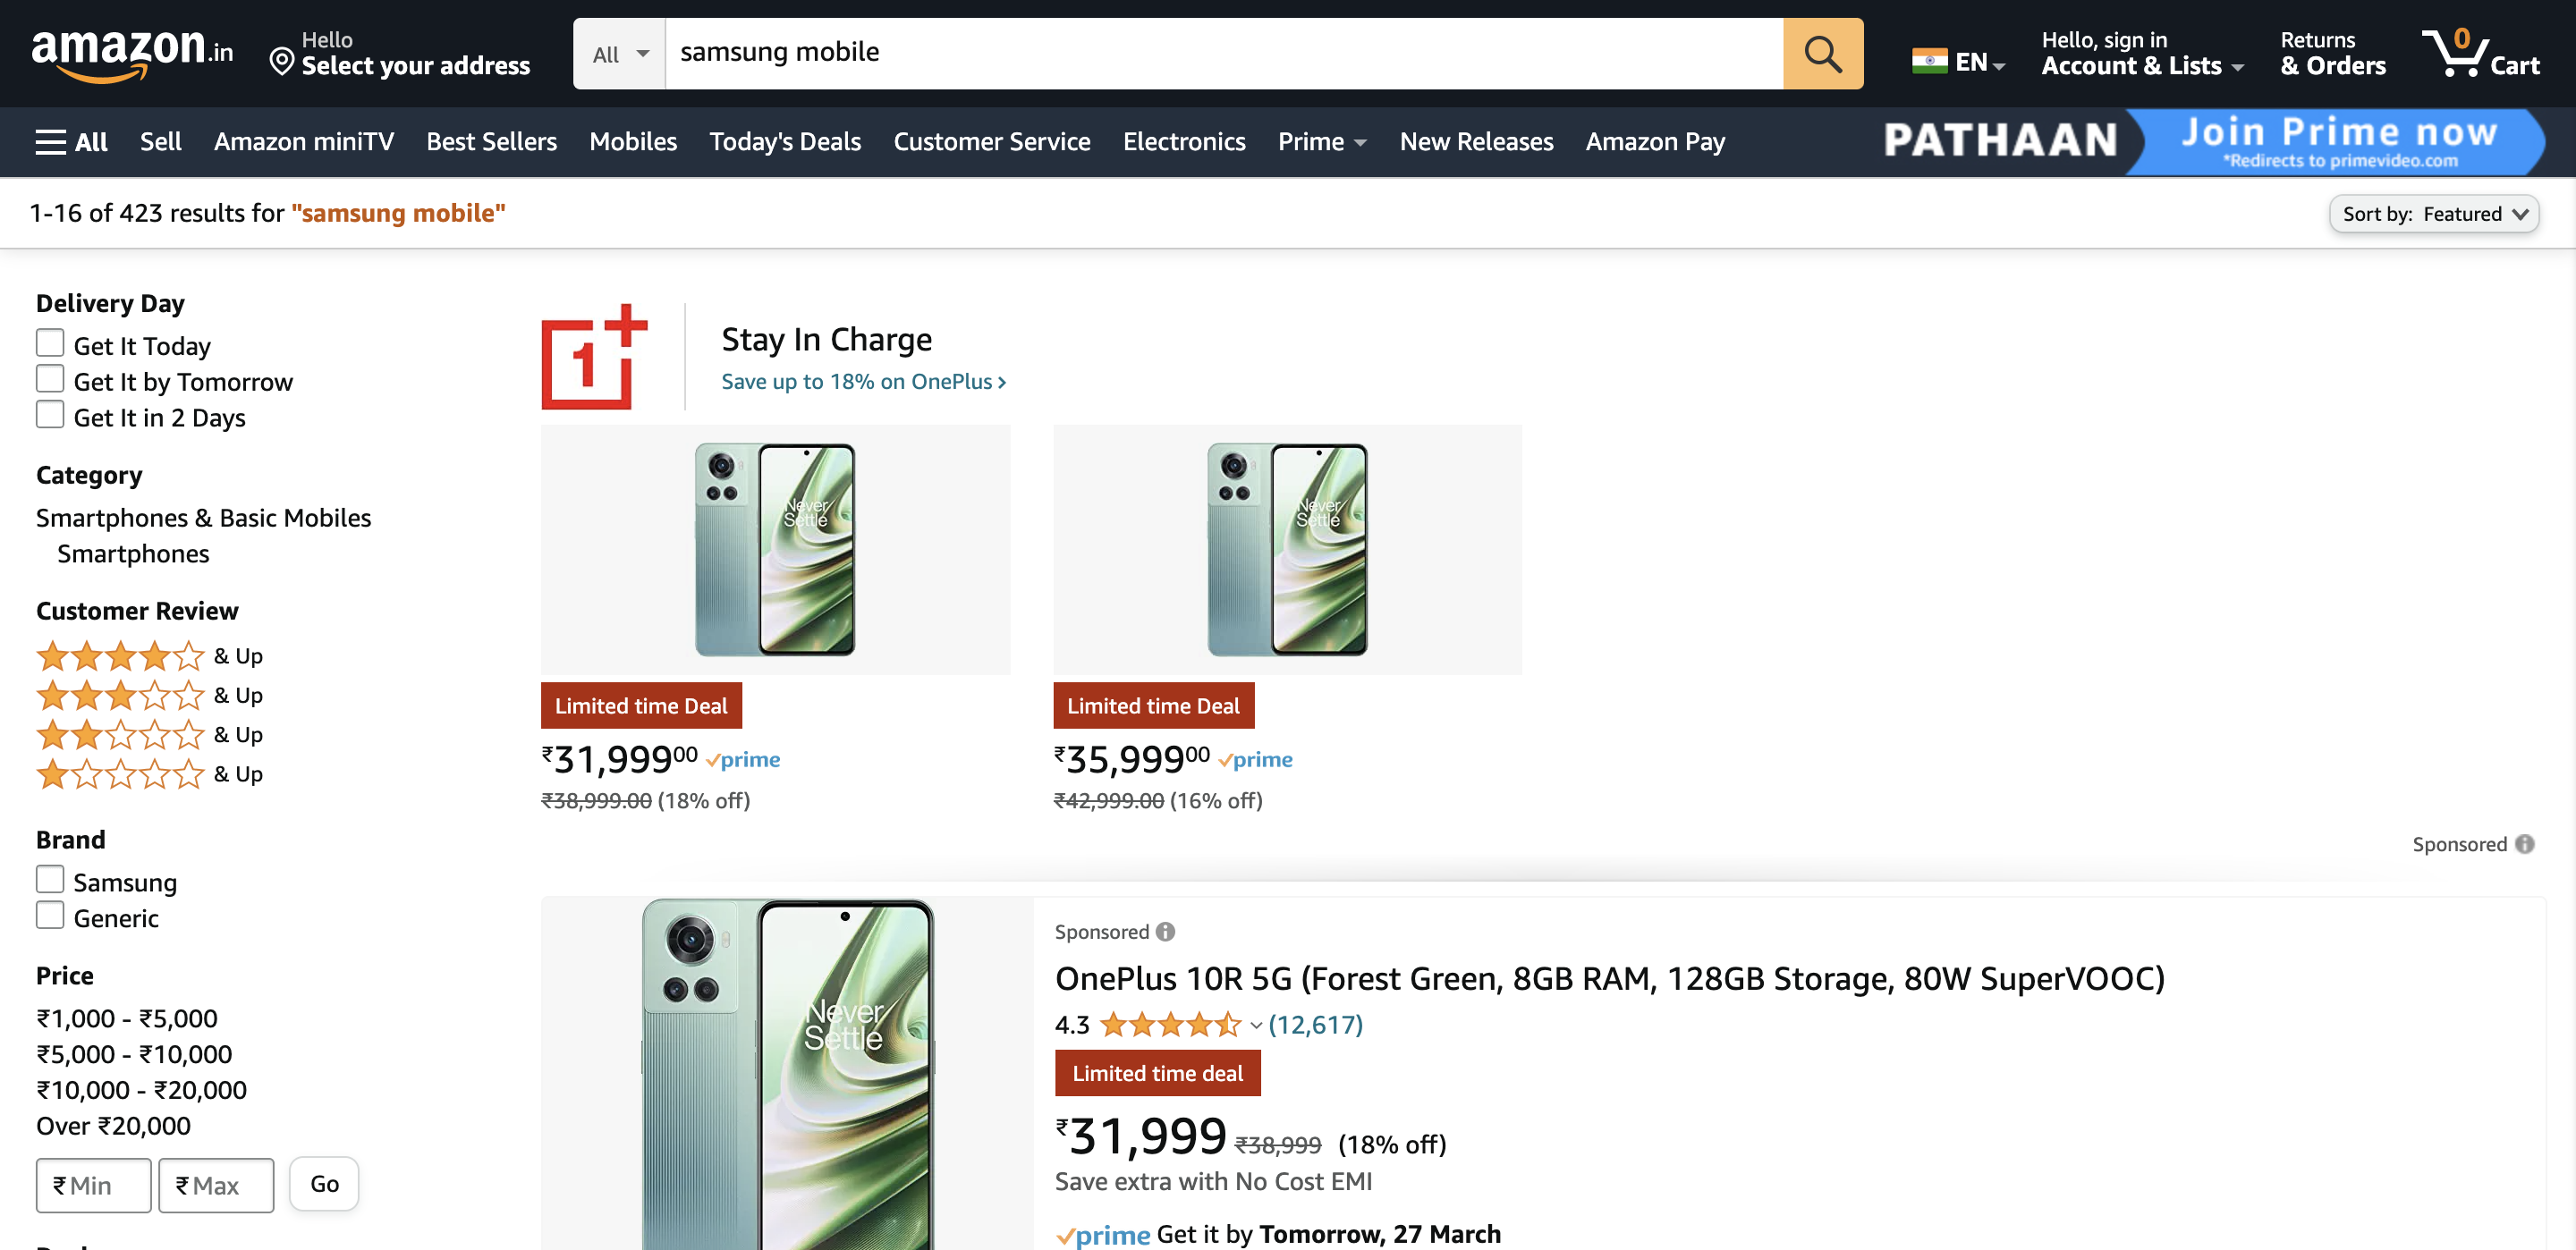 amazon.in
Hello
Select your address
All
samsung mobile
EN
Hello, sign in
Account & Lists
Returns
& Orders
0
Cart
All
Sell
Amazon miniTV
Best Sellers
Mobiles
Today's Deals
Customer Service
Electronics
Prime
New Releases
Amazon Pay
PATHAAN
Join Prime now
*Redirects to primevideo.com
1-16 of 423 results for "samsung mobile"
Sort by: Featured
Delivery Day
Get It Today
Get It by Tomorrow
Get It in 2 Days
Category
Smartphones & Basic Mobiles
Smartphones
Customer Review
& Up
& Up
& Up
& Up
Brand
Samsung
Generic
Price
₹1,000 - ₹5,000
₹5,000 - ₹10,000
₹10,000 - ₹20,000
Over ₹20,000
₹ Min
₹ Max
Go
1+
Stay In Charge
Save up to 18% on OnePlus ›
Never
Settle
Limited time Deal
₹31,99900 prime
₹38,999.00 (18% off)
Never
Settle
Limited time Deal
₹35,99900 prime
₹42,999.00 (16% off)
Sponsored
Never
Settle
Sponsored
OnePlus 10R 5G (Forest Green, 8GB RAM, 128GB Storage, 80W SuperVOOC)
4.3 (12,617)
Limited time deal
₹31,999 ₹38,999 (18% off)
Save extra with No Cost EMI
prime Get it by Tomorrow, 27 March